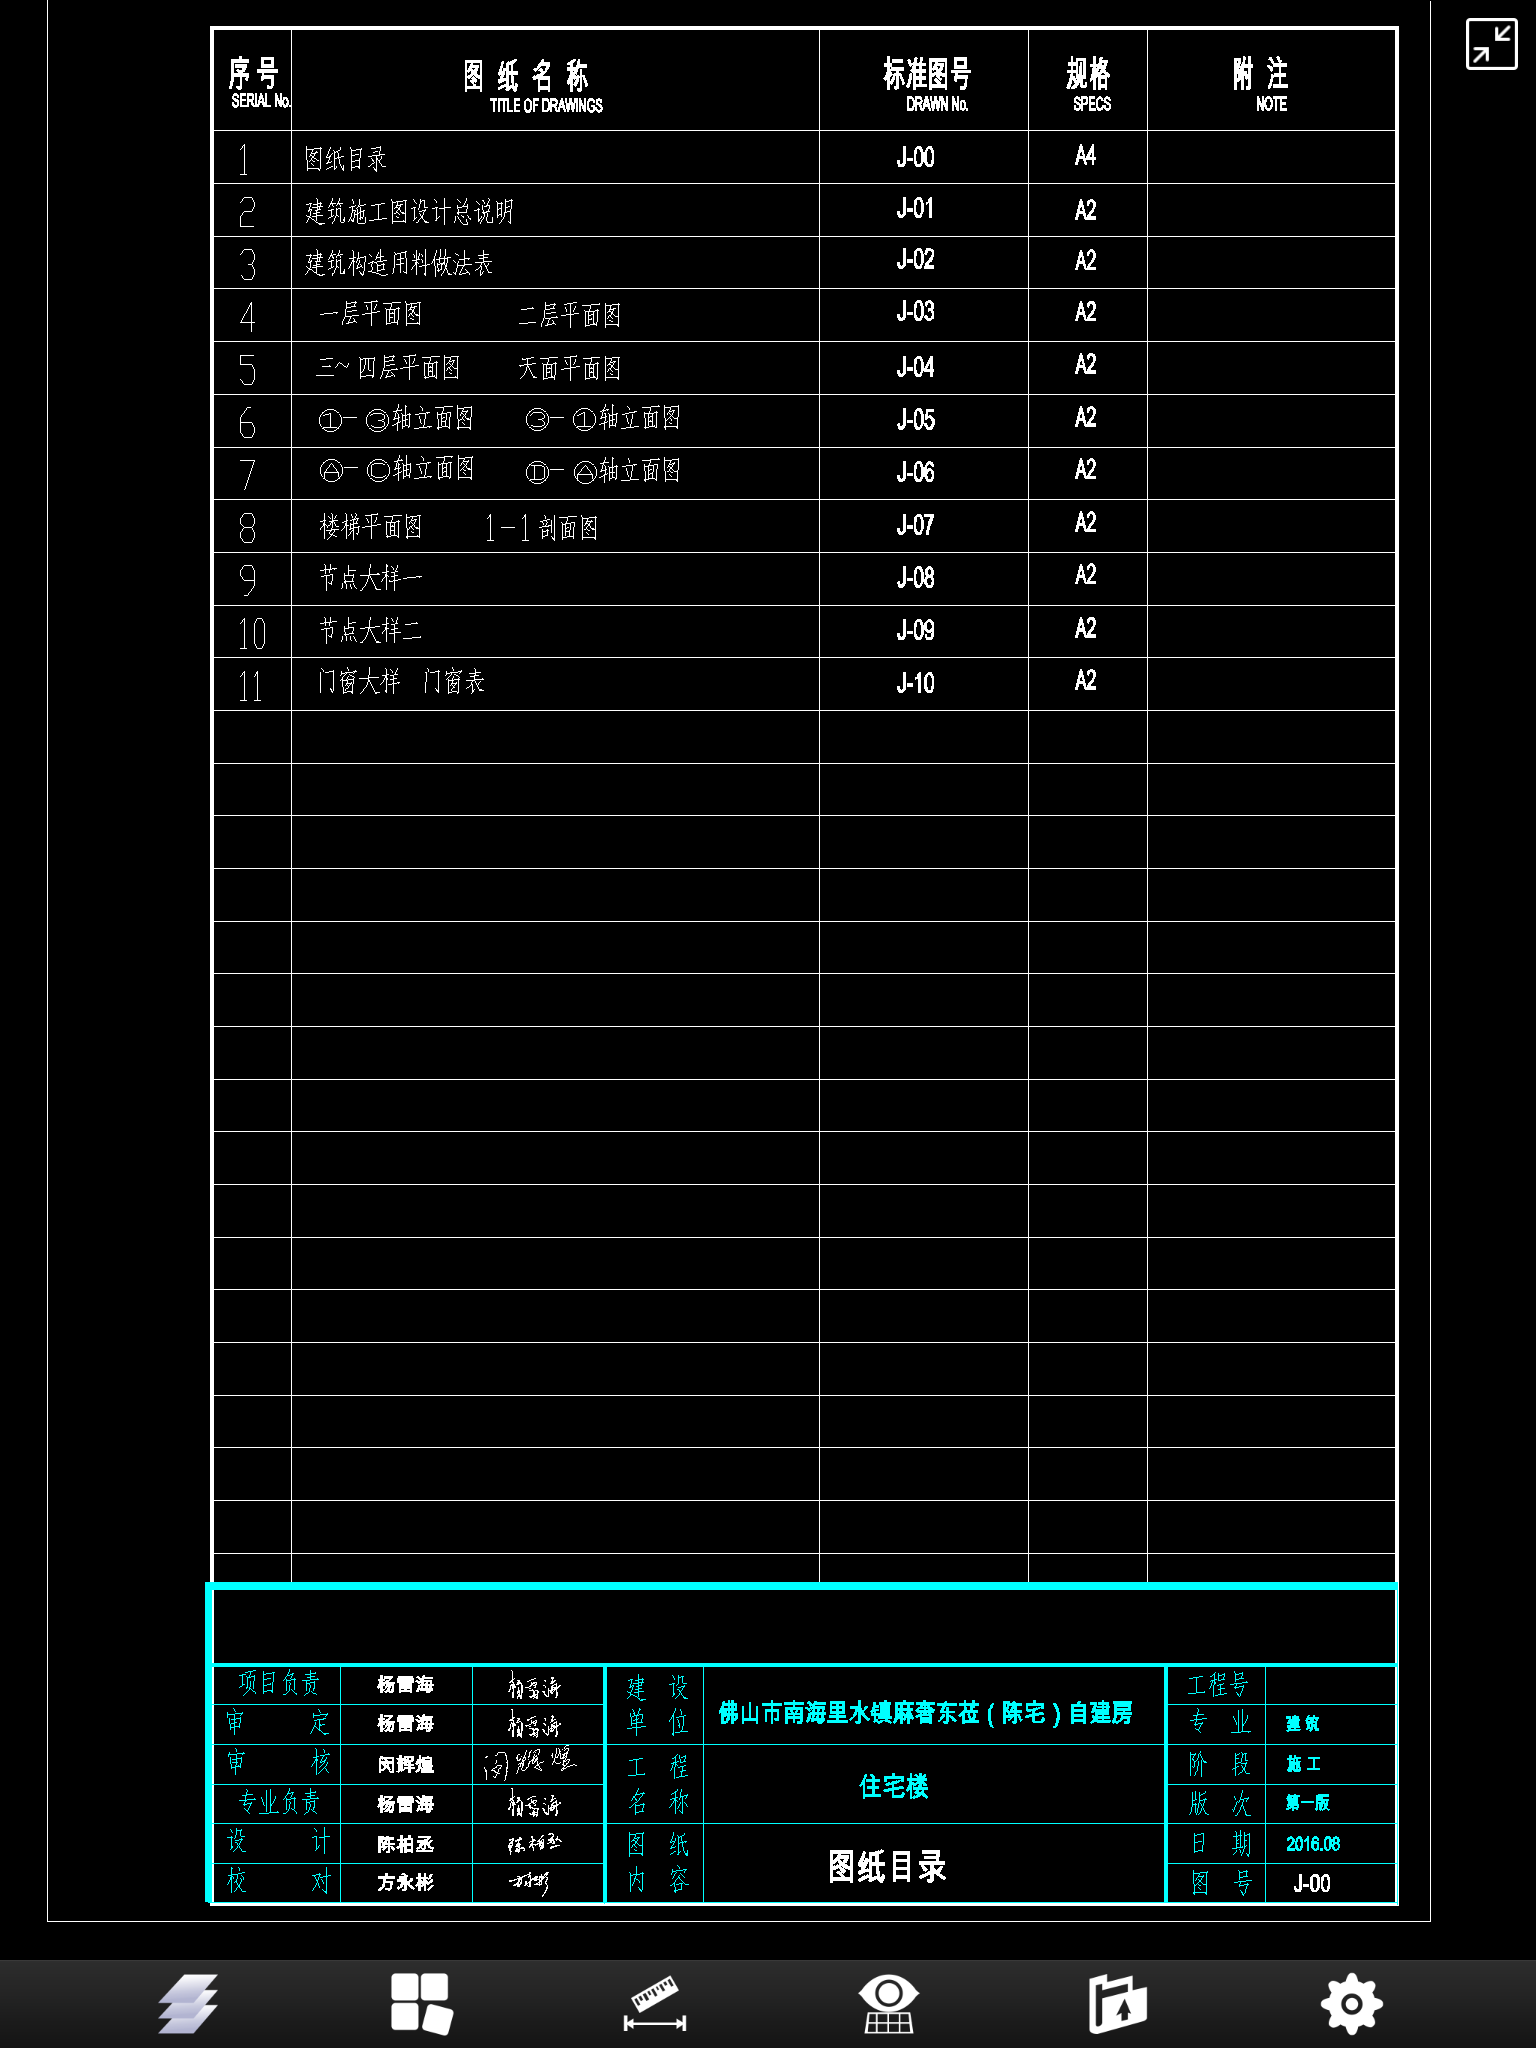 序号 图纸名称 标准图号 规格 附注
SERIAL No. TITLE OF DRAWINGS DRAWN No. SPECS NOTE
1 图纸目录 J-00 A4
2 建筑施工图设计总说明 J-01 A2
3 建筑构造用料做法表 J-02 A2
4 一层平面图 二层平面图 J-03 A2
5 三~四层平面图 天面平面图 J-04 A2
6 ①-③轴立面图 ③-①轴立面图 J-05 A2
7 Ⓐ-Ⓒ轴立面图 Ⓓ-Ⓐ轴立面图 J-06 A2
8 楼梯平面图 1-1剖面图 J-07 A2
9 节点大样一 J-08 A2
10 节点大样二 J-09 A2
11 门窗大样 门窗表 J-10 A2
项目负责 杨雷海 杨雷海
审定 杨雷海 杨雷海
审核 闵辉煌 闵辉煌
专业负责 杨雷海 杨雷海
设计 陈柏丞 陈柏丞
校对 方永彬 方永彬
建设
单位
佛山市南海里水镇麻奢东莅（陈宅）自建房
工程
名称
住宅楼
图纸
内容
图纸目录
工程号
专业 建筑
阶段 施工
版次 第一版
日期 2016.08
图号 J-00